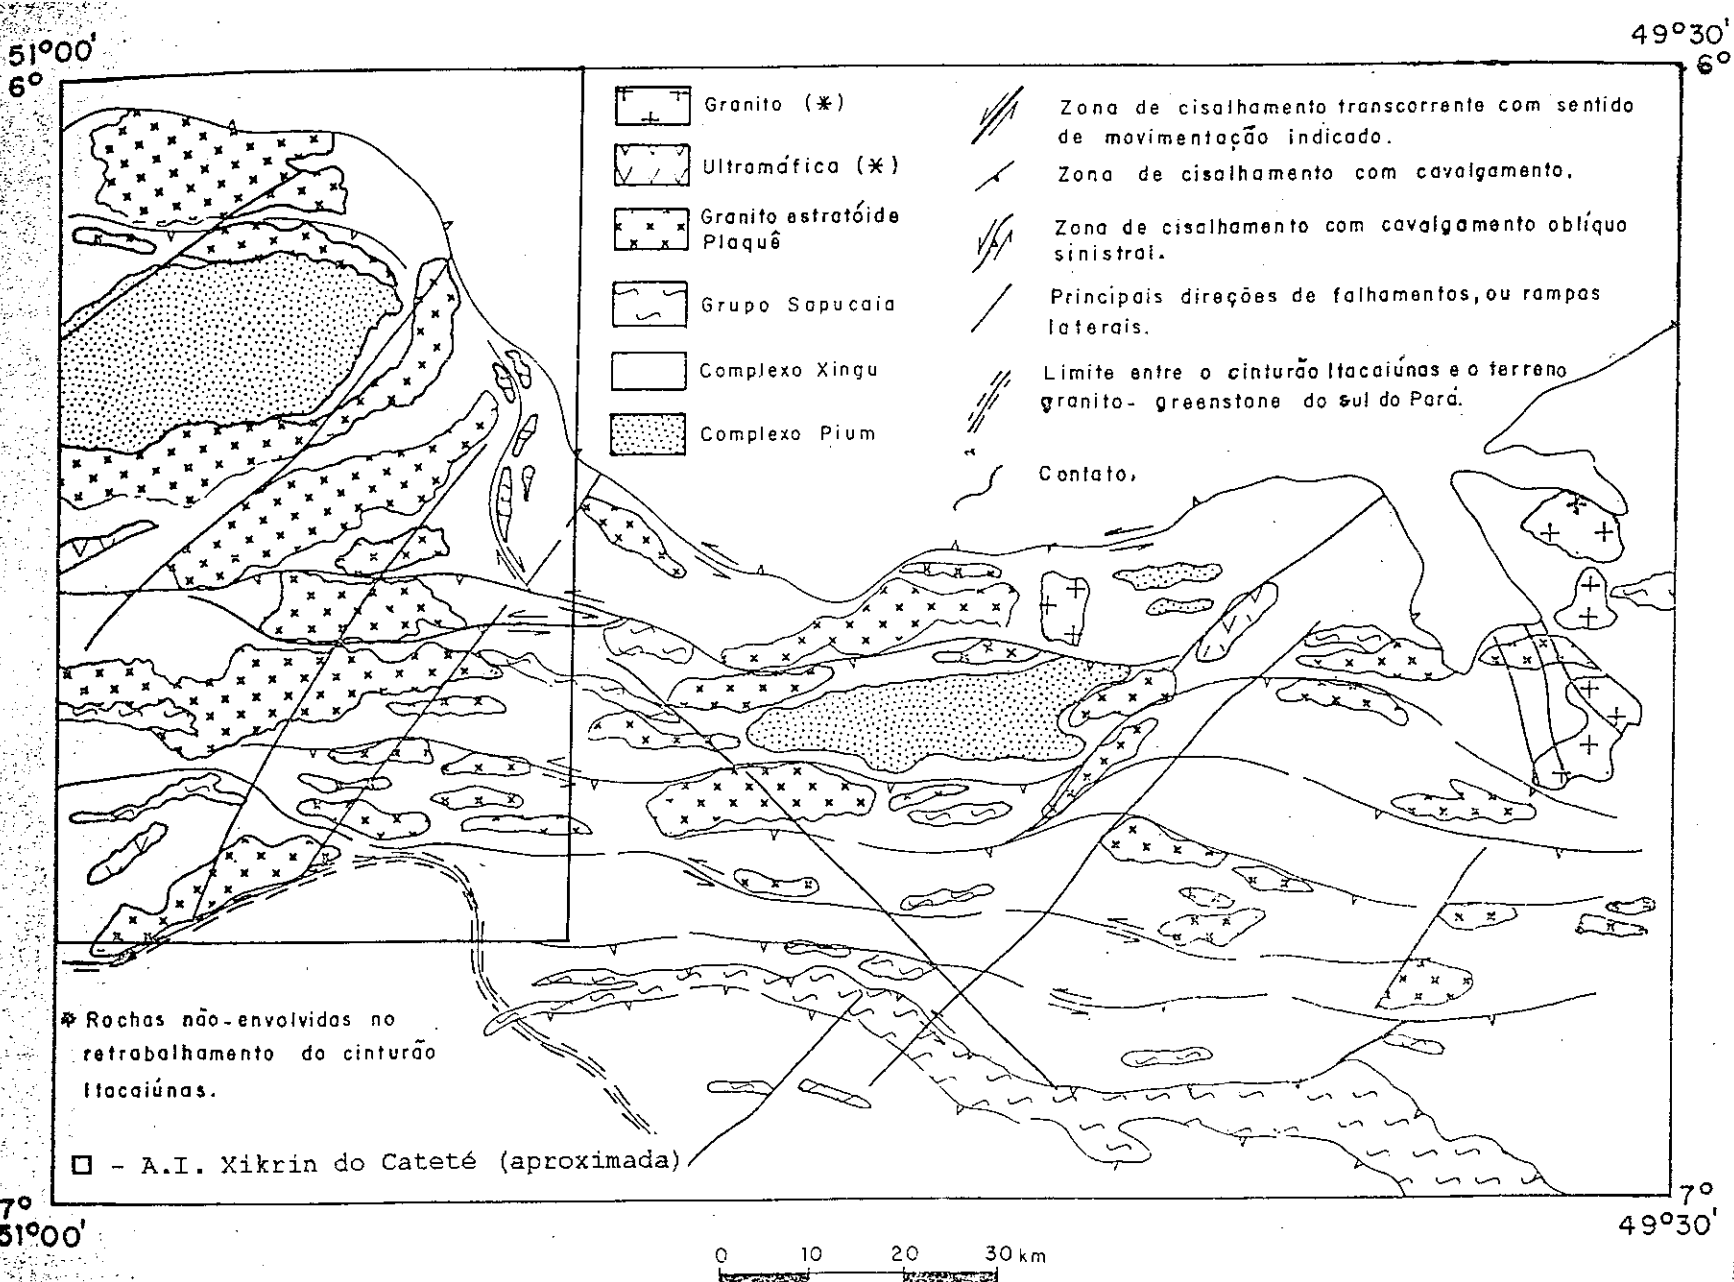 51°00'
49°30'
6°
6°
Granito (*)
Ultramáfica (*)
Granito estratóide
Plaquê
Grupo Sapucaia
Complexo Xingu
Complexo Pium
Zona de cisalhamento transcorrente com sentido
de movimentação indicado.
Zona de cisalhamento com cavalgamento.
Zona de cisalhamento com cavalgamento oblíquo
sinistral.
Principais direções de falhamentos, ou rampas
laterais.
Limite entre o cinturão Itacaiúnas e o terreno
granito- greenstone do sul do Pará.
Contato.
* Rochas não-envolvidas no
retrabalhamento do cinturão
Itacaiúnas.
- A.I. Xikrin do Cateté (aproximada)
7°
51°00'
7°
49°30'
0 10 20 30 km